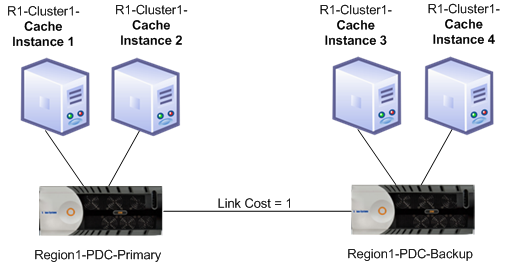 R1-Cluster1-
Cache
Instance 1
R1-Cluster1-
Cache
Instance 2
R1-Cluster1-
Cache
Instance 3
R1-Cluster1-
Cache
Instance 4
Link Cost = 1
Region1-PDC-Primary
Region1-PDC-Backup